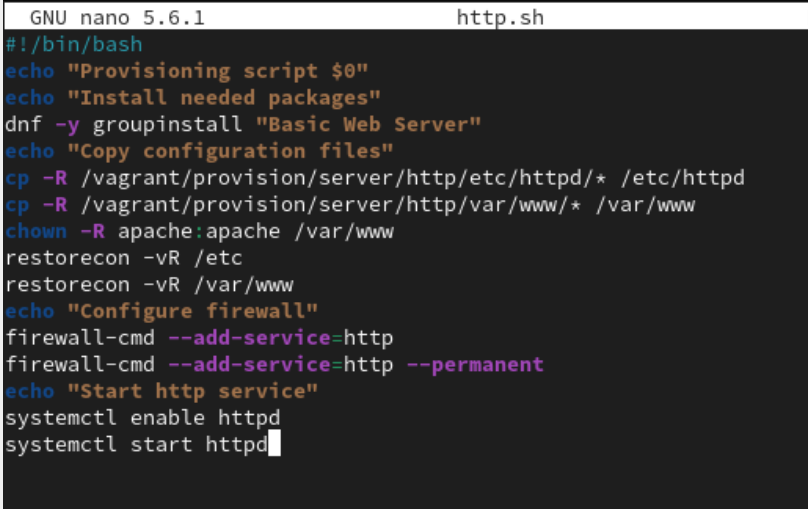 GNU nano 5.6.1 http.sh
#!/bin/bash
echo "Provisioning script $0"
echo "Install needed packages"
dnf -y groupinstall "Basic Web Server"
echo "Copy configuration files"
cp -R /vagrant/provision/server/http/etc/httpd/* /etc/httpd
cp -R /vagrant/provision/server/http/var/www/* /var/www
chown -R apache:apache /var/www
restorecon -vR /etc
restorecon -vR /var/www
echo "Configure firewall"
firewall-cmd --add-service=http
firewall-cmd --add-service=http --permanent
echo "Start http service"
systemctl enable httpd
systemctl start httpd